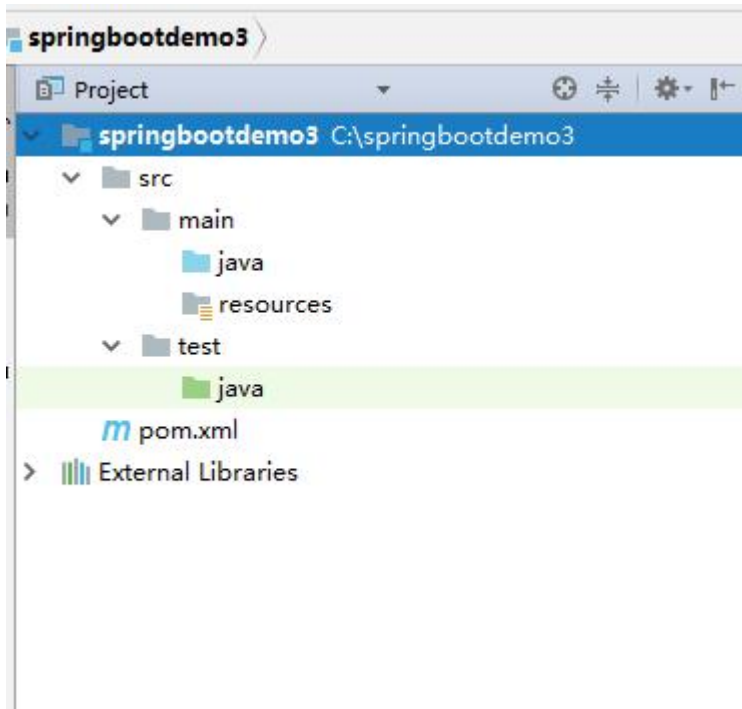 springbootdemo3
Project
springbootdemo3 C:\springbootdemo3
src
main
java
resources
test
java
m pom.xml
External Libraries